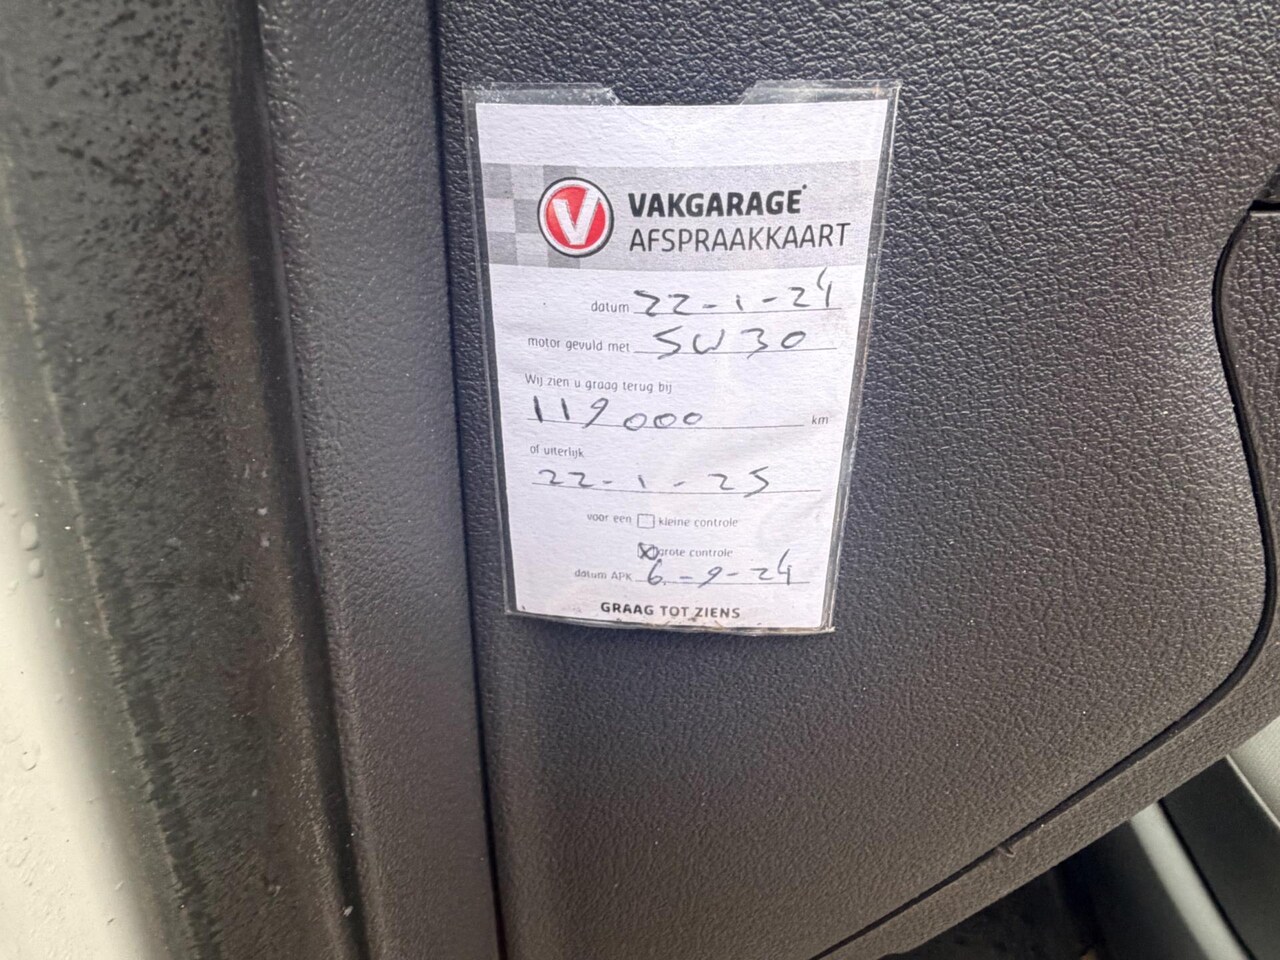 V VAKGARAGE
AFSPRAAKKAART
datum 22-1-24
motor gevuld met 5W30
Wij zien u graag terug bij
119000 km
of uiterlijk
22-1-25
voor een kleine controle
grote controle
datum APK 6-9-24
GRAAG TOT ZIENS